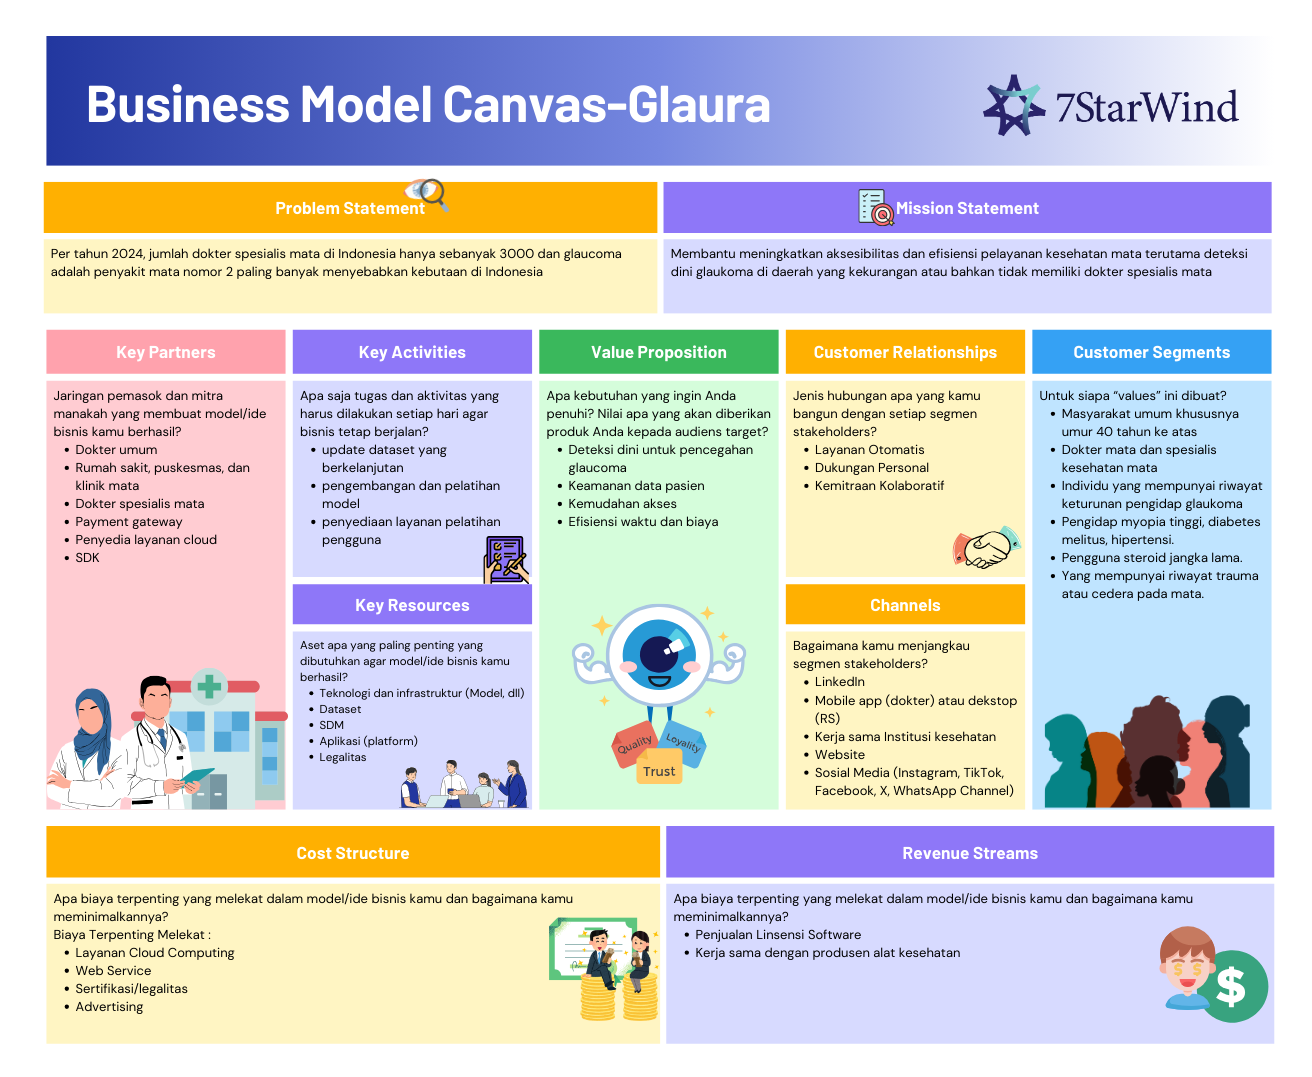 Business Model Canvas-Glaura
7StarWind
Problem Statement
Per tahun 2024, jumlah dokter spesialis mata di Indonesia hanya sebanyak 3000 dan glaucoma
adalah penyakit mata nomor 2 paling banyak menyebabkan kebutaan di Indonesia
Mission Statement
Membantu meningkatkan aksesibilitas dan efisiensi pelayanan kesehatan mata terutama deteksi
dini glaukoma di daerah yang kekurangan atau bahkan tidak memiliki dokter spesialis mata
Key Partners
Jaringan pemasok dan mitra
manakah yang membuat model/ide
bisnis kamu berhasil?
• Dokter umum
• Rumah sakit, puskesmas, dan
klinik mata
• Dokter spesialis mata
• Payment gateway
• Penyedia layanan cloud
• SDK
Key Activities
Apa saja tugas dan aktivitas yang
harus dilakukan setiap hari agar
bisnis tetap berjalan?
• update dataset yang
berkelanjutan
• pengembangan dan pelatihan
model
• penyediaan layanan pelatihan
pengguna
Key Resources
Aset apa yang paling penting yang
dibutuhkan agar model/ide bisnis kamu
berhasil?
• Teknologi dan infrastruktur (Model, dll)
• Dataset
• SDM
• Aplikasi (platform)
• Legalitas
Value Proposition
Apa kebutuhan yang ingin Anda
penuhi? Nilai apa yang akan diberikan
produk Anda kepada audiens target?
• Deteksi dini untuk pencegahan
glaucoma
• Keamanan data pasien
• Kemudahan akses
• Efisiensi waktu dan biaya
Quality
Loyality
Trust
Customer Relationships
Jenis hubungan apa yang kamu
bangun dengan setiap segmen
stakeholders?
• Layanan Otomatis
• Dukungan Personal
• Kemitraan Kolaboratif
Channels
Bagaimana kamu menjangkau
segmen stakeholders?
• LinkedIn
• Mobile app (dokter) atau dekstop
(RS)
• Kerja sama Institusi kesehatan
• Website
• Sosial Media (Instagram, TikTok,
Facebook, X, WhatsApp Channel)
Customer Segments
Untuk siapa “values” ini dibuat?
• Masyarakat umum khususnya
umur 40 tahun ke atas
• Dokter mata dan spesialis
kesehatan mata
• Individu yang mempunyai riwayat
keturunan pengidap glaukoma
• Pengidap myopia tinggi, diabetes
melitus, hipertensi.
• Pengguna steroid jangka lama.
• Yang mempunyai riwayat trauma
atau cedera pada mata.
Cost Structure
Apa biaya terpenting yang melekat dalam model/ide bisnis kamu dan bagaimana kamu
meminimalkannya?
Biaya Terpenting Melekat :
• Layanan Cloud Computing
• Web Service
• Sertifikasi/legalitas
• Advertising
Revenue Streams
Apa biaya terpenting yang melekat dalam model/ide bisnis kamu dan bagaimana kamu
meminimalkannya?
• Penjualan Linsensi Software
• Kerja sama dengan produsen alat kesehatan
$